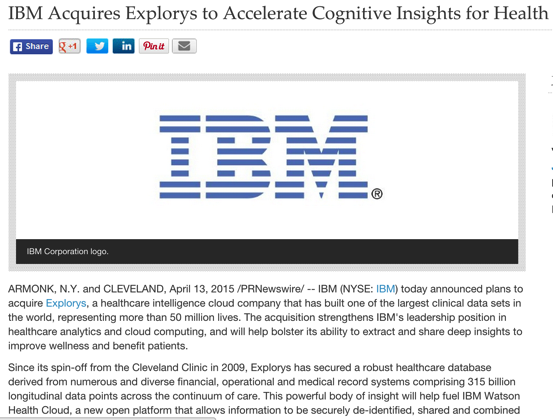 IBM Acquires Explorys to Accelerate Cognitive Insights for Health
Share
g +1
in
Pinit
IBM®
IBM Corporation logo.
ARMONK, N.Y. and CLEVELAND, April 13, 2015 /PRNewswire/ -- IBM (NYSE: IBM) today announced plans to
acquire Explorys, a healthcare intelligence cloud company that has built one of the largest clinical data sets in
the world, representing more than 50 million lives. The acquisition strengthens IBM's leadership position in
healthcare analytics and cloud computing, and will help bolster its ability to extract and share deep insights to
improve wellness and benefit patients.
Since its spin-off from the Cleveland Clinic in 2009, Explorys has secured a robust healthcare database
derived from numerous and diverse financial, operational and medical record systems comprising 315 billion
longitudinal data points across the continuum of care. This powerful body of insight will help fuel IBM Watson
Health Cloud, a new open platform that allows information to be securely de-identified, shared and combined